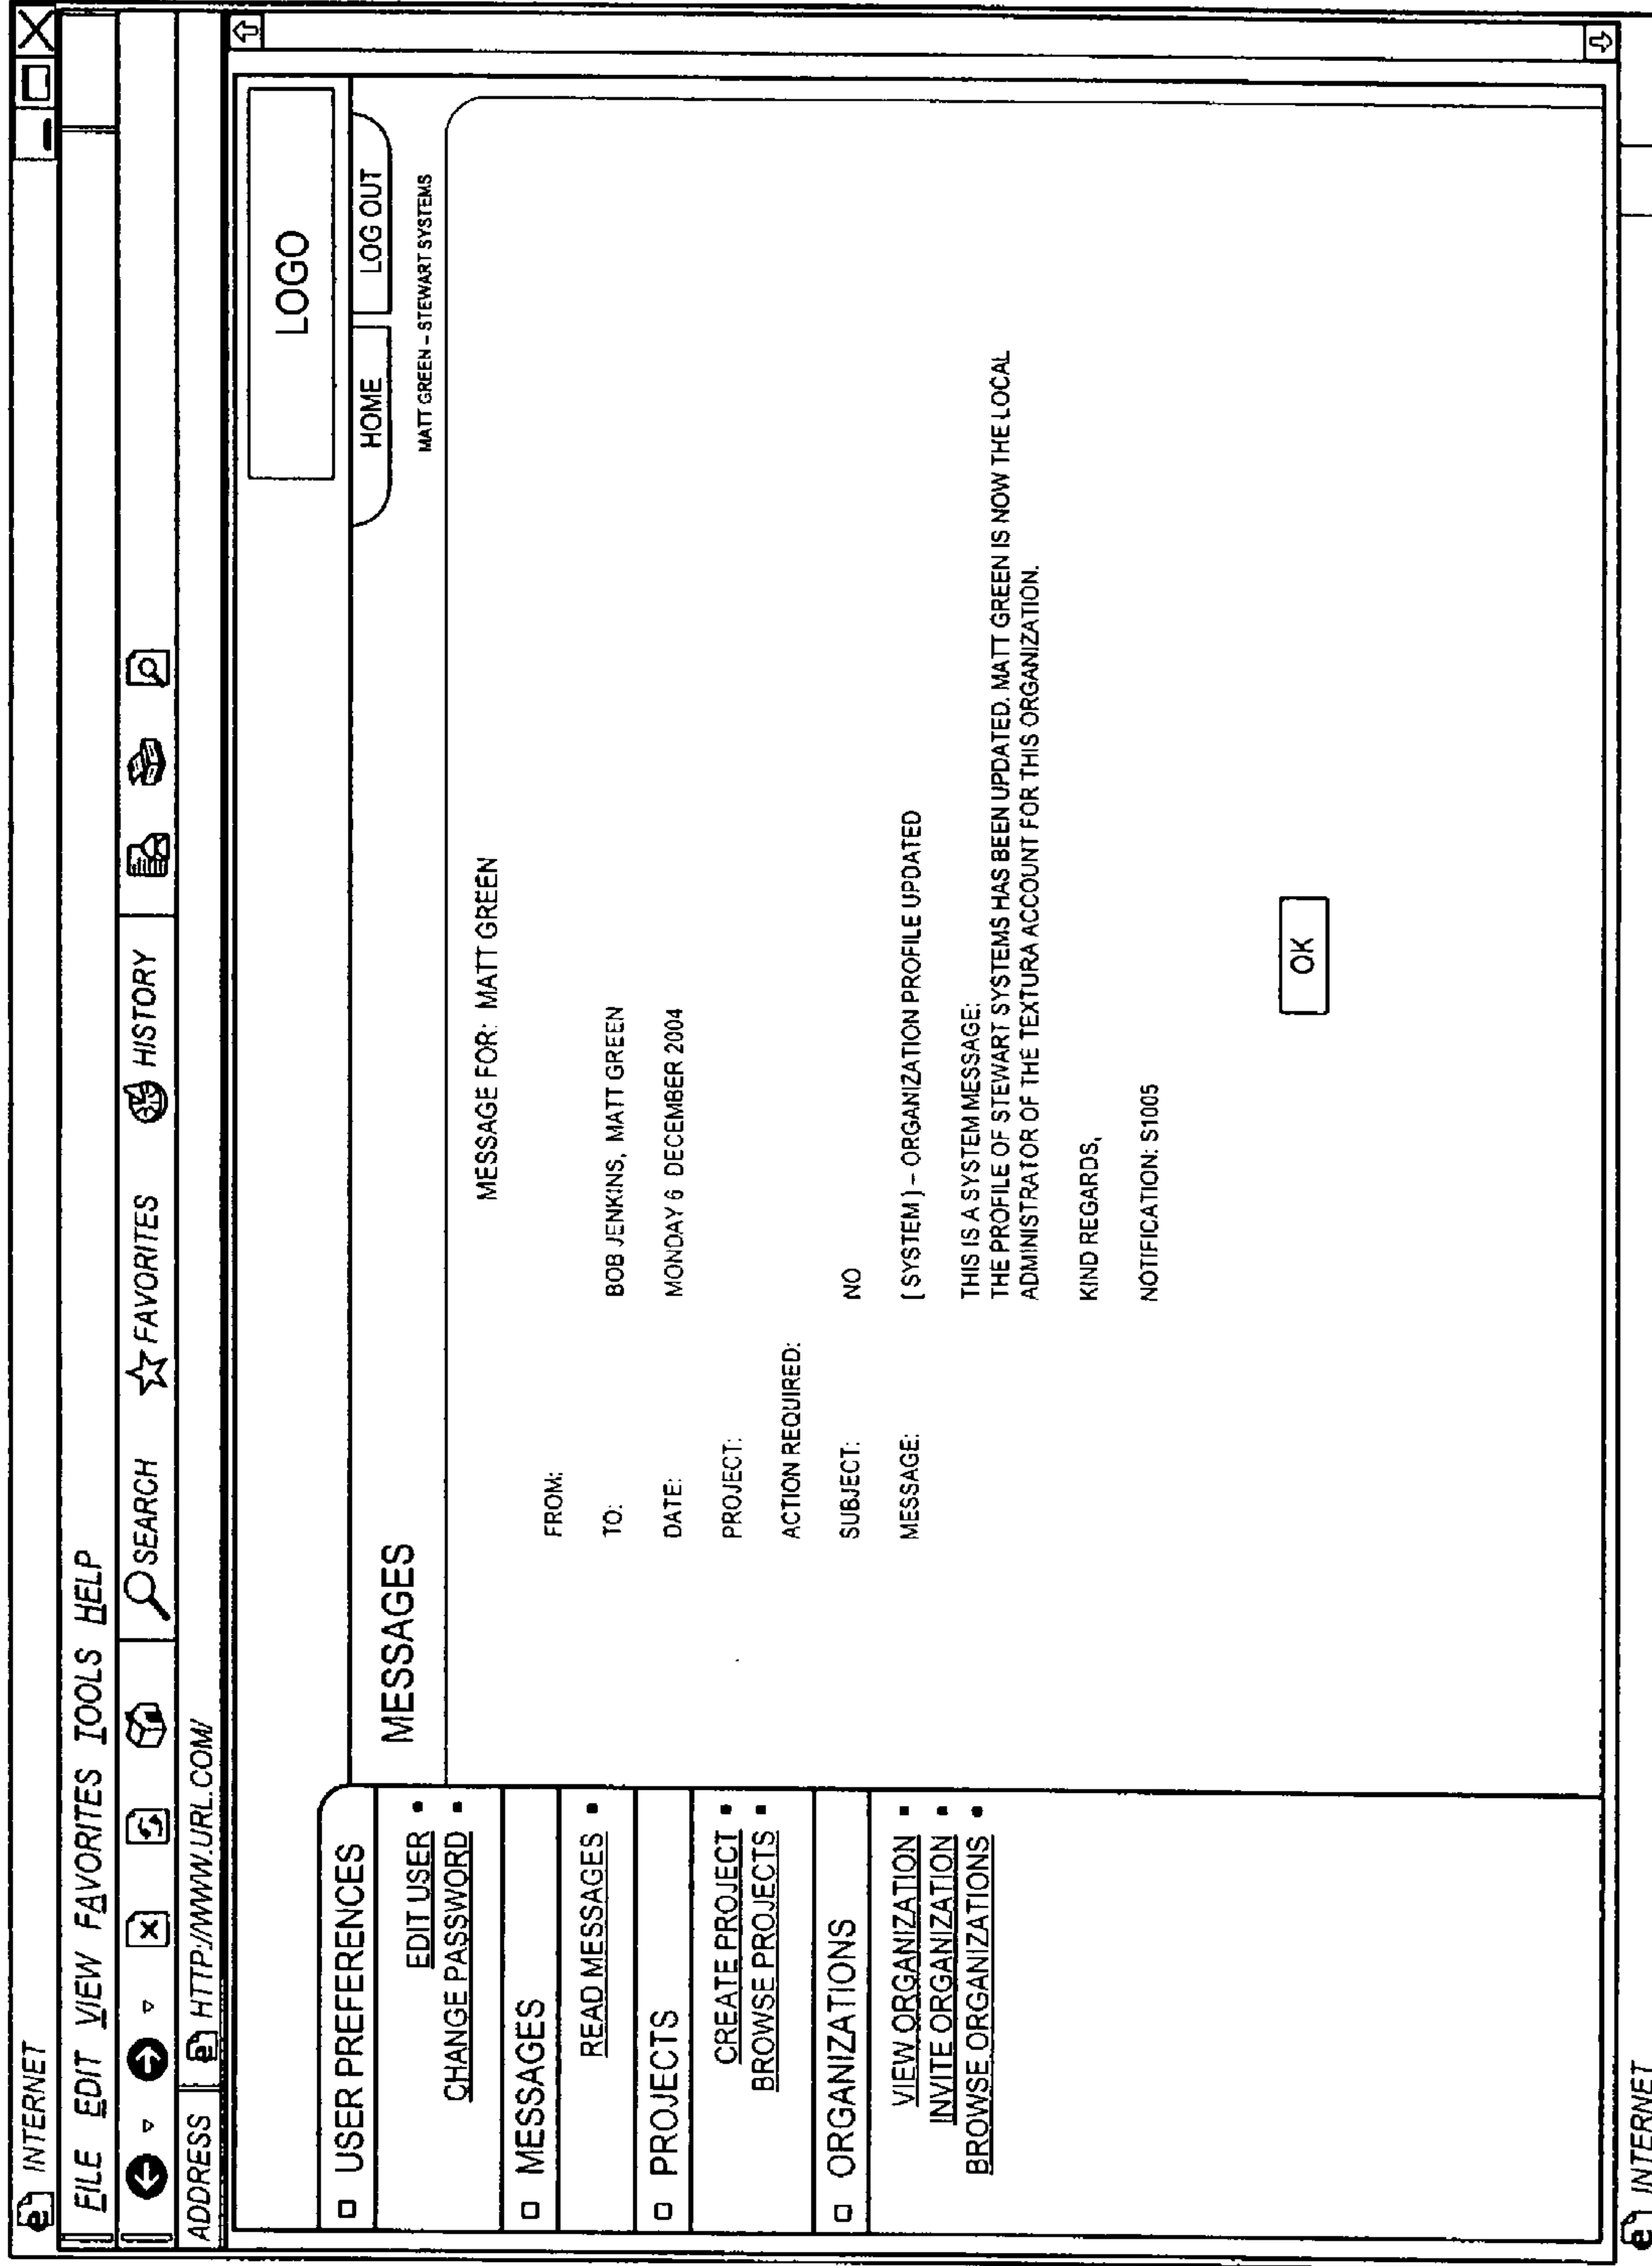 INTERNET
FILE EDIT VIEW FAVORITES TOOLS HELP
SEARCH FAVORITES HISTORY
ADDRESS HTTP://WWW.URL.COM/
LOGO
HOME LOG OUT
MESSAGES
MATT GREEN – STEWART SYSTEMS
USER PREFERENCES
EDIT USER
CHANGE PASSWORD
MESSAGES
READ MESSAGES
PROJECTS
CREATE PROJECT
BROWSE PROJECTS
ORGANIZATIONS
VIEW ORGANIZATION
INVITE ORGANIZATION
BROWSE ORGANIZATIONS
MESSAGE FOR: MATT GREEN
FROM:
TO: BOB JENKINS, MATT GREEN
DATE: MONDAY 6 DECEMBER 2004
PROJECT:
ACTION REQUIRED:
SUBJECT: NO
MESSAGE: [ SYSTEM ] – ORGANIZATION PROFILE UPDATED
THIS IS A SYSTEM MESSAGE:
THE PROFILE OF STEWART SYSTEMS HAS BEEN UPDATED. MATT GREEN IS NOW THE LOCAL
ADMINISTRATOR OF THE TEXTURA ACCOUNT FOR THIS ORGANIZATION.
KIND REGARDS,
NOTIFICATION: S1005
OK
INTERNET